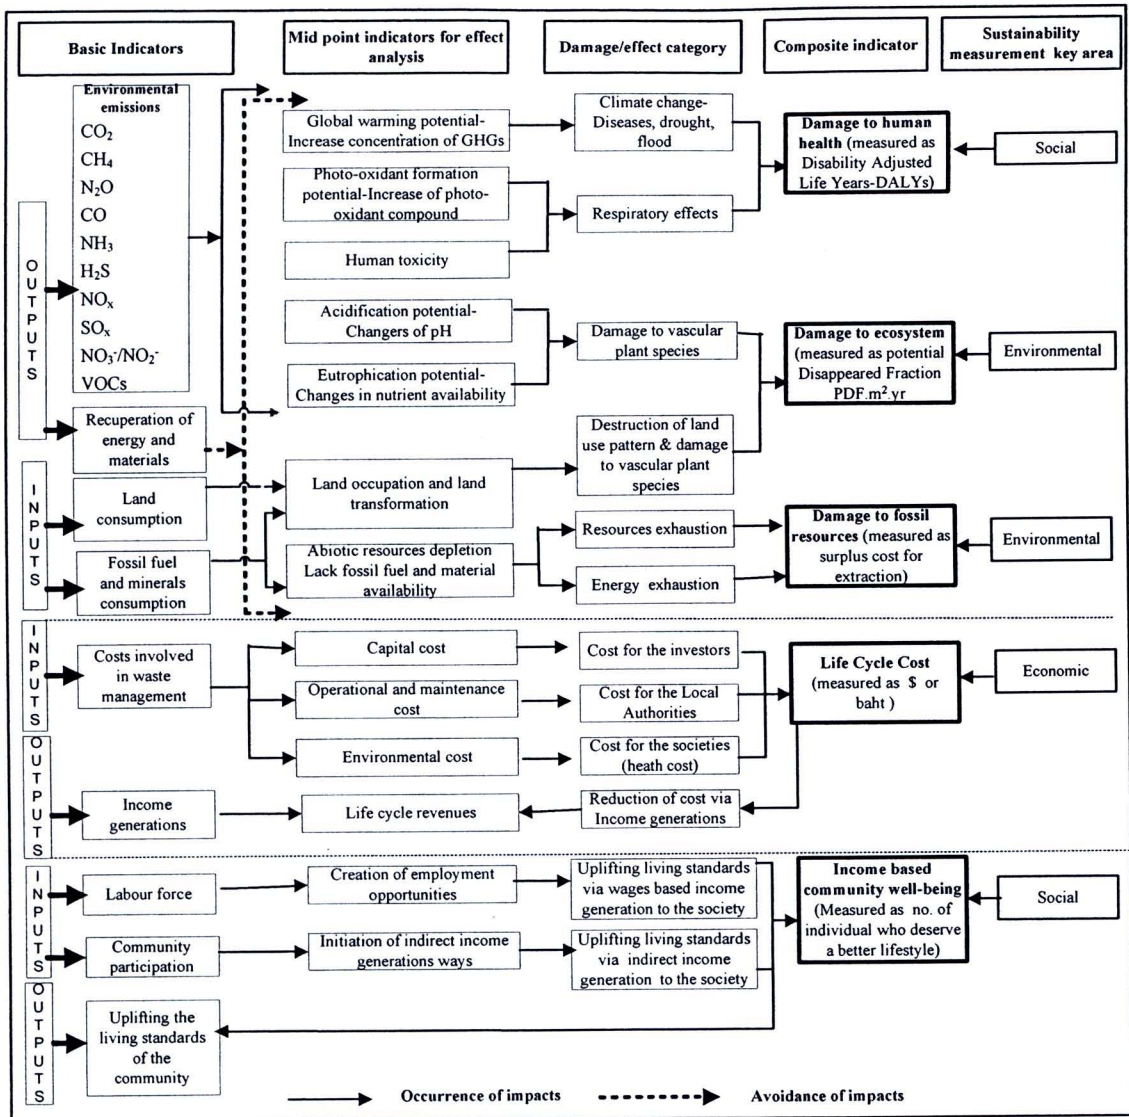 Basic Indicators
Mid point indicators for effect
analysis
Damage/effect category
Composite indicator
Sustainability
measurement key area
OUTPUTS
Environmental
emissions
CO₂
CH₄
N₂O
CO
NH₃
H₂S
NOₓ
SOₓ
NO₃⁻/NO₂⁻
VOCs
Recuperation of
energy and
materials
Global warming potential-
Increase concentration of GHGs
Photo-oxidant formation
potential-Increase of photo-
oxidant compound
Human toxicity
Acidification potential-
Changers of pH
Eutrophication potential-
Changes in nutrient availability
Climate change-
Diseases, drought,
flood
Respiratory effects
Damage to vascular
plant species
Destruction of land
use pattern & damage
to vascular plant
species
Damage to human
health (measured as
Disability Adjusted
Life Years-DALYs)
Social
Damage to ecosystem
(measured as potential
Disappeared Fraction
PDF.m².yr
Environmental
INPUTS
Land
consumption
Fossil fuel
and minerals
consumption
Land occupation and land
transformation
Abiotic resources depletion
Lack fossil fuel and material
availability
Resources exhaustion
Energy exhaustion
Damage to fossil
resources (measured as
surplus cost for
extraction)
Environmental
INPUTS
Costs involved
in waste
management
Capital cost
Operational and maintenance
cost
Environmental cost
Cost for the investors
Cost for the Local
Authorities
Cost for the societies
(heath cost)
Life Cycle Cost
(measured as $ or
baht )
Economic
OUTPUTS
Income
generations
Life cycle revenues
Reduction of cost via
Income generations
INPUTS
Labour force
Community
participation
Creation of employment
opportunities
Initiation of indirect income
generations ways
Uplifting living standards
via wages based income
generation to the society
Uplifting living standards
via indirect income
generation to the society
Income based
community well-being
(Measured as no. of
individual who deserve
a better lifestyle)
Social
OUTPUTS
Uplifting the
living standards
of the
community
Occurrence of impacts
Avoidance of impacts